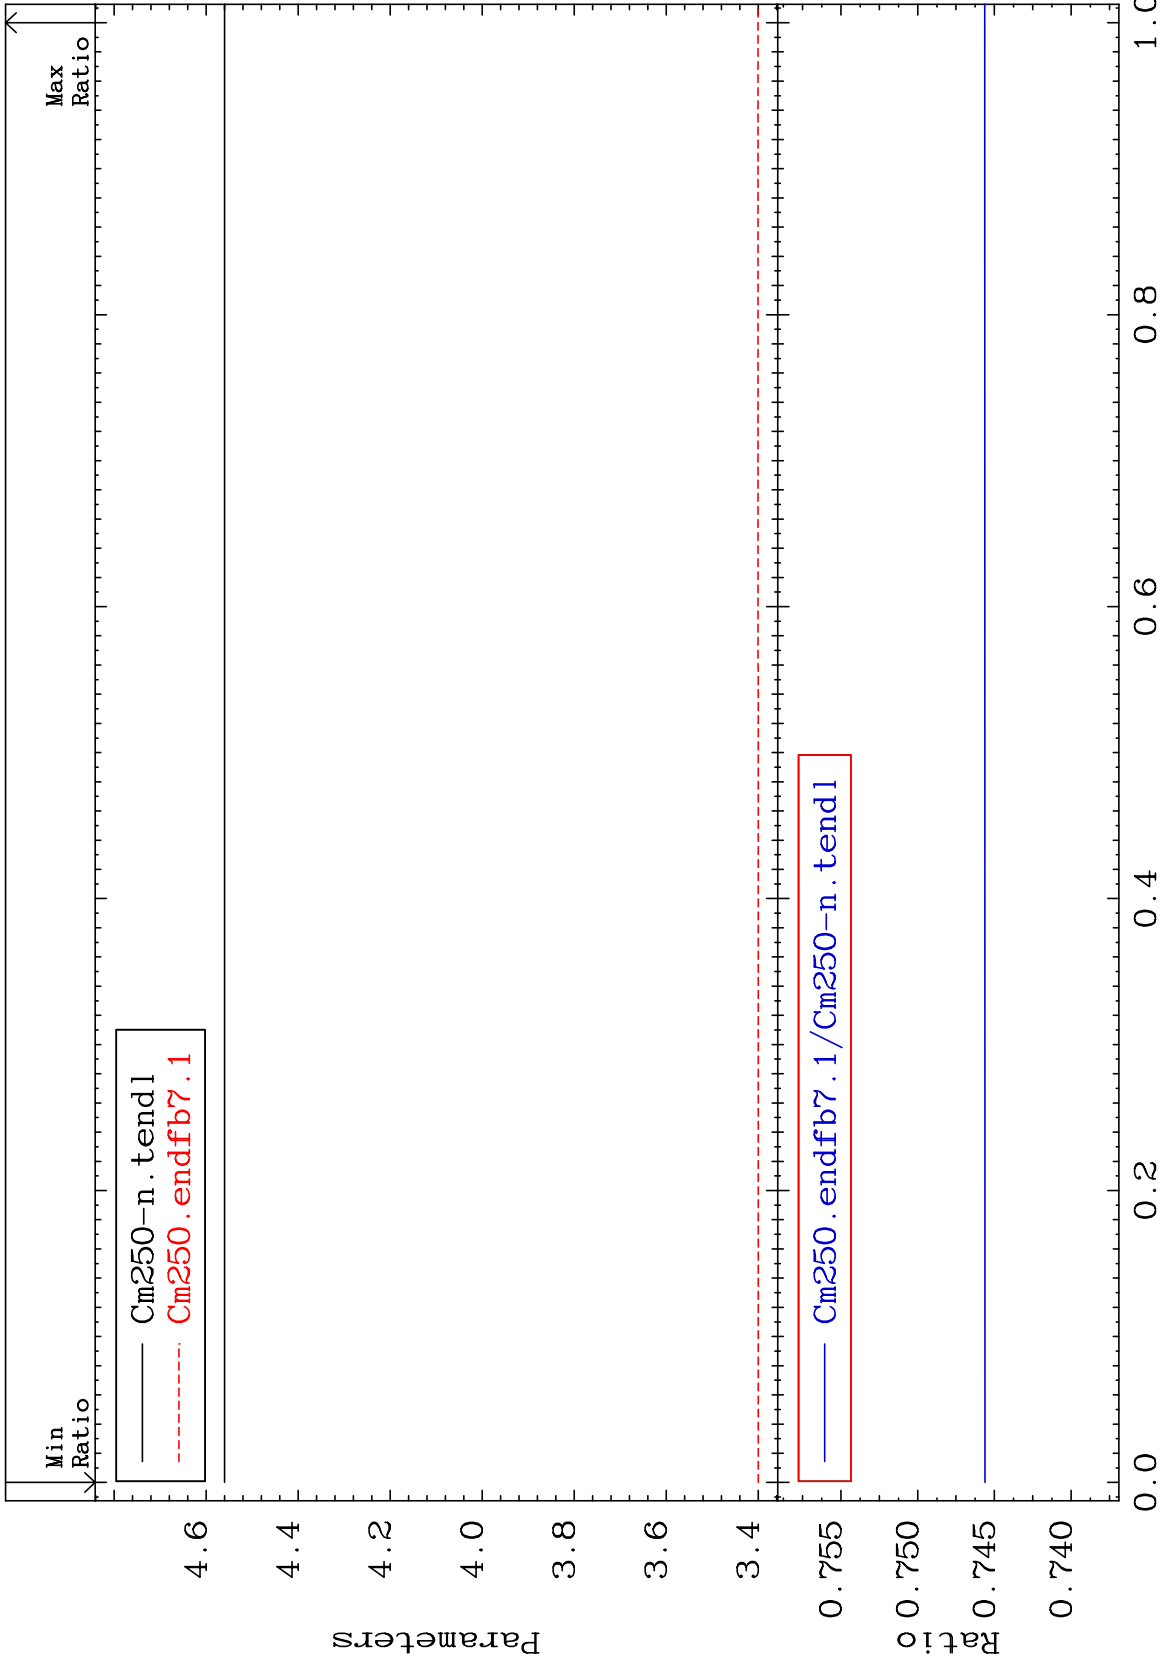 Min
Ratio
Max
Ratio
Cm250-n.tendl
Cm250.endfb7.1
4.6
4.4
4.2
4.0
3.8
3.6
3.4
Parameters
Cm250.endfb7.1/Cm250-n.tendl
0.755
0.750
0.745
0.740
Ratio
0.0
0.2
0.4
0.6
0.8
1.0